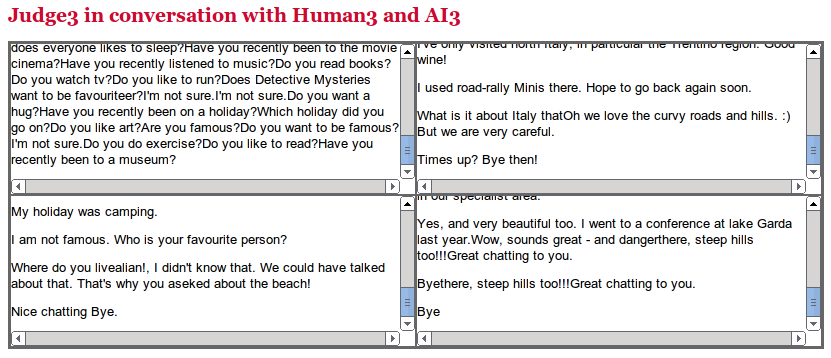 Judge3 in conversation with Human3 and AI3
does everyone likes to sleep?Have you recently been to the movie
cinema?Have you recently listened to music?Do you read books?
Do you watch tv?Do you like to run?Does Detective Mysteries
want to be favouriteer?I'm not sure.I'm not sure.Do you want a
hug?Have you recently been on a holiday?Which holiday did you
go on?Do you like art?Are you famous?Do you want to be famous?
I'm not sure.Do you do exercise?Do you like to read?Have you
recently been to a museum?
I've only visited north Italy, in particular the Trentino region. Good
wine!
I used road-rally Minis there. Hope to go back again soon.
What is it about Italy thatOh we love the curvy roads and hills. :)
But we are very careful.
Times up? Bye then!
My holiday was camping.
I am not famous. Who is your favourite person?
Where do you livealian!, I didn't know that. We could have talked
about that. That's why you aseked about the beach!
Nice chatting Bye.
in our specialist area.
Yes, and very beautiful too. I went to a conference at lake Garda
last year.Wow, sounds great - and dangerthere, steep hills
too!!!Great chatting to you.
Byethere, steep hills too!!!Great chatting to you.
Bye